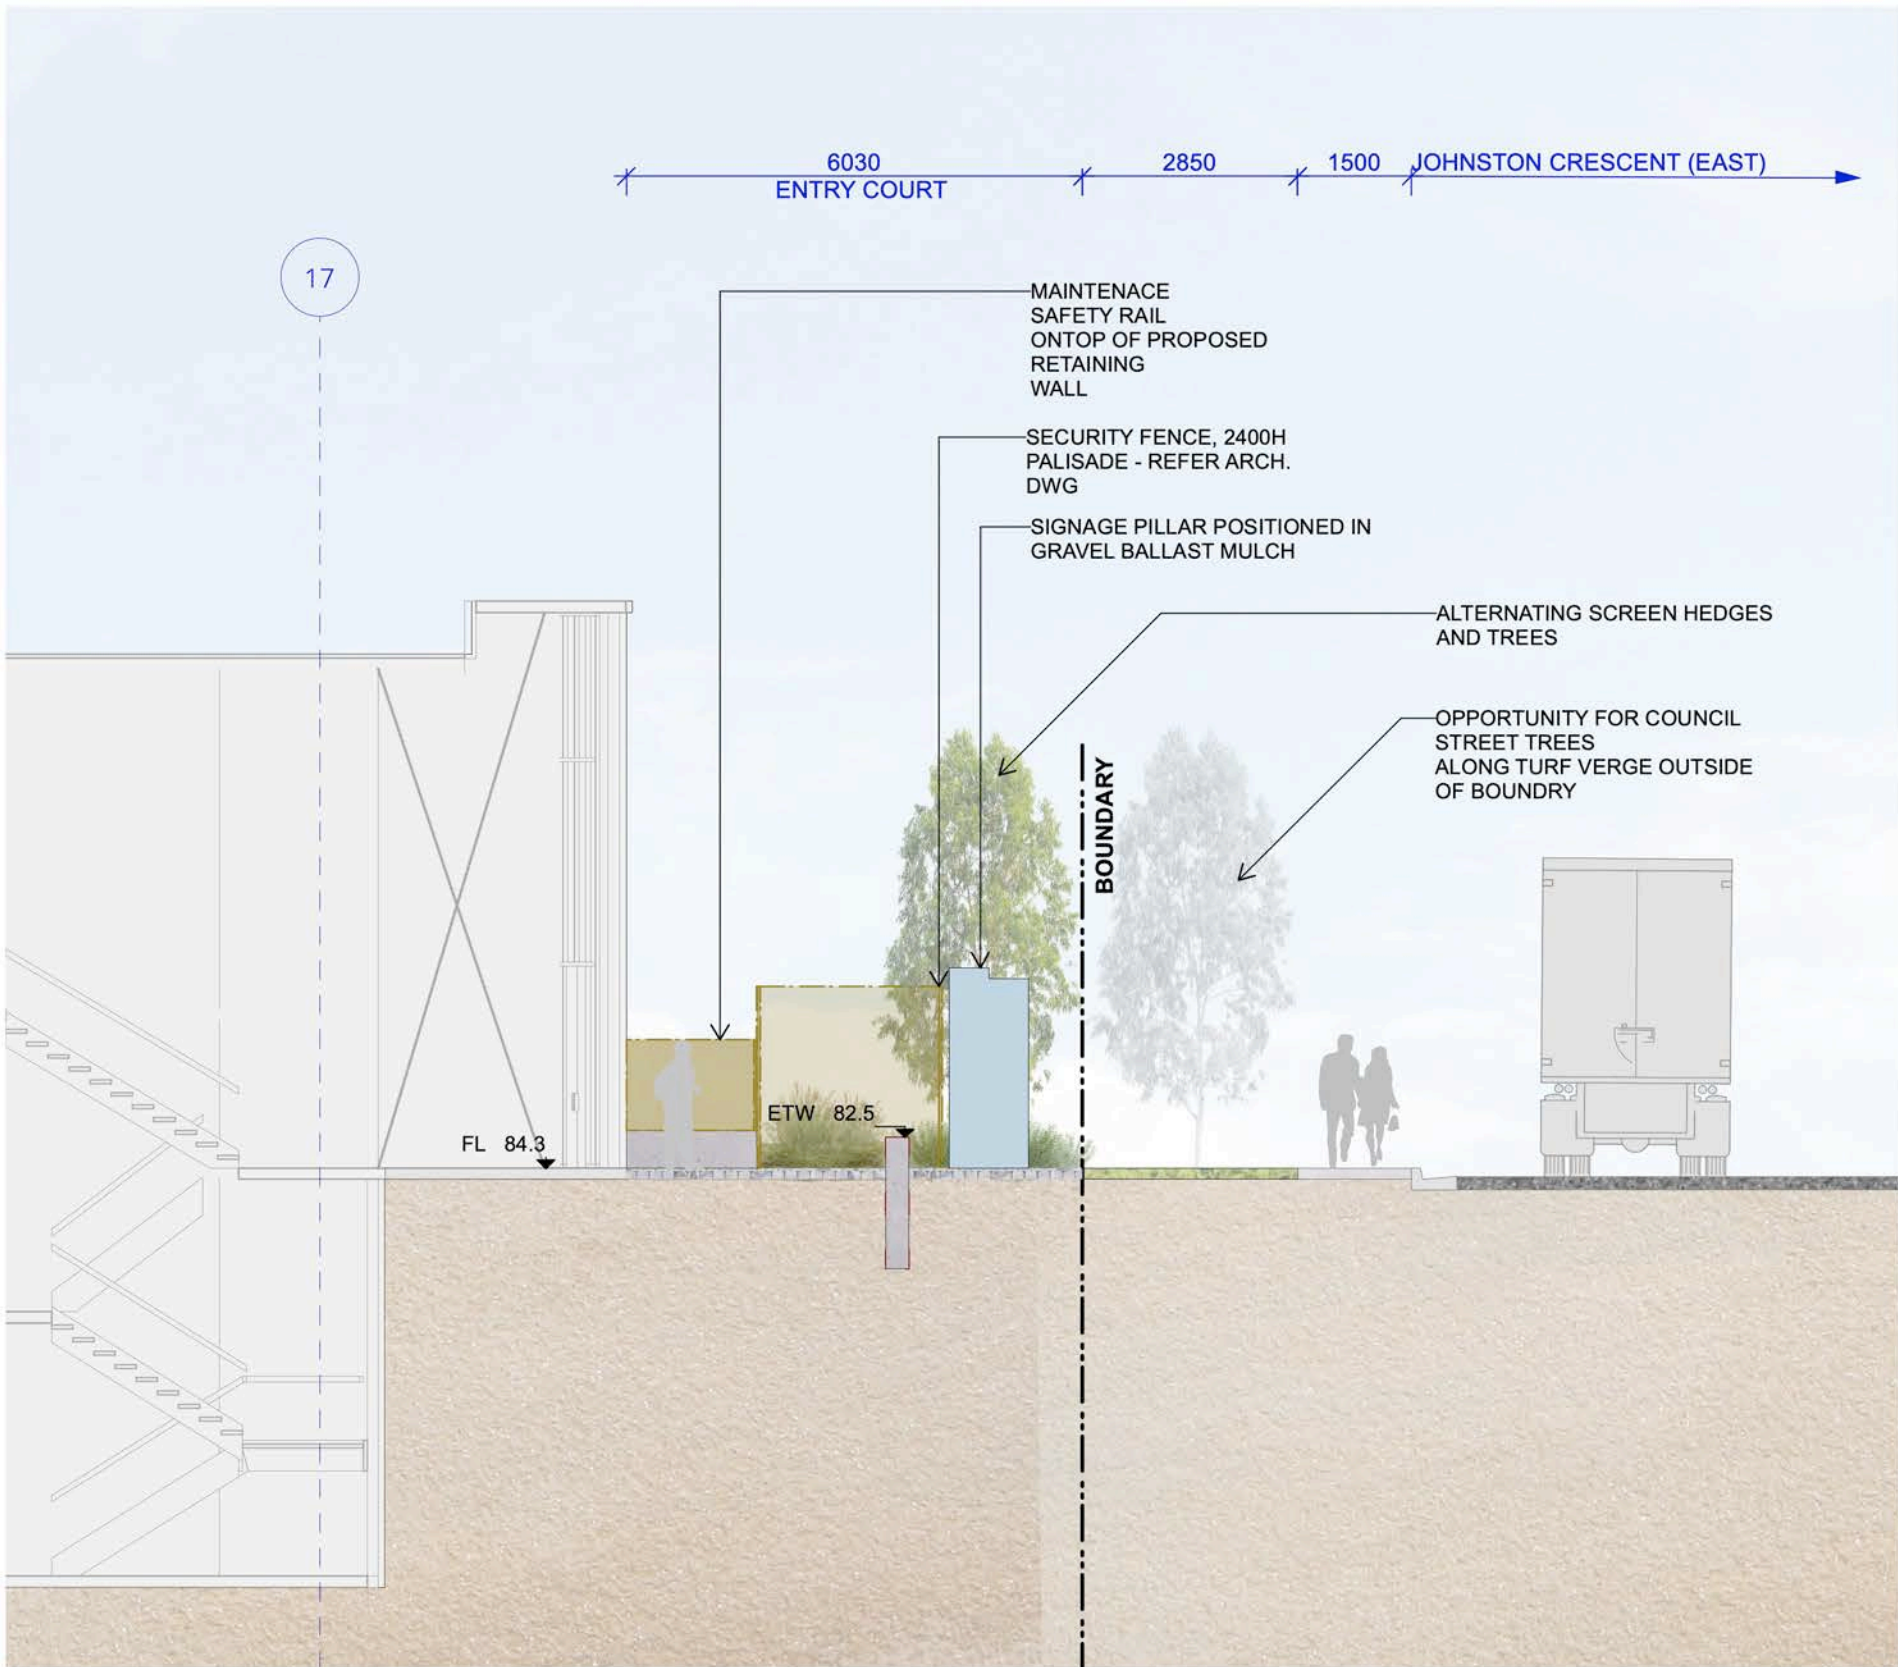 6030
2850
1500
JOHNSTON CRESCENT (EAST)
ENTRY COURT
17
MAINTENACE
SAFETY RAIL
ONTOP OF PROPOSED
RETAINING
WALL
SECURITY FENCE, 2400H
PALISADE - REFER ARCH.
DWG
SIGNAGE PILLAR POSITIONED IN
GRAVEL BALLAST MULCH
ALTERNATING SCREEN HEDGES
AND TREES
OPPORTUNITY FOR COUNCIL
STREET TREES
ALONG TURF VERGE OUTSIDE
OF BOUNDRY
BOUNDARY
ETW 82.5
FL 84.3